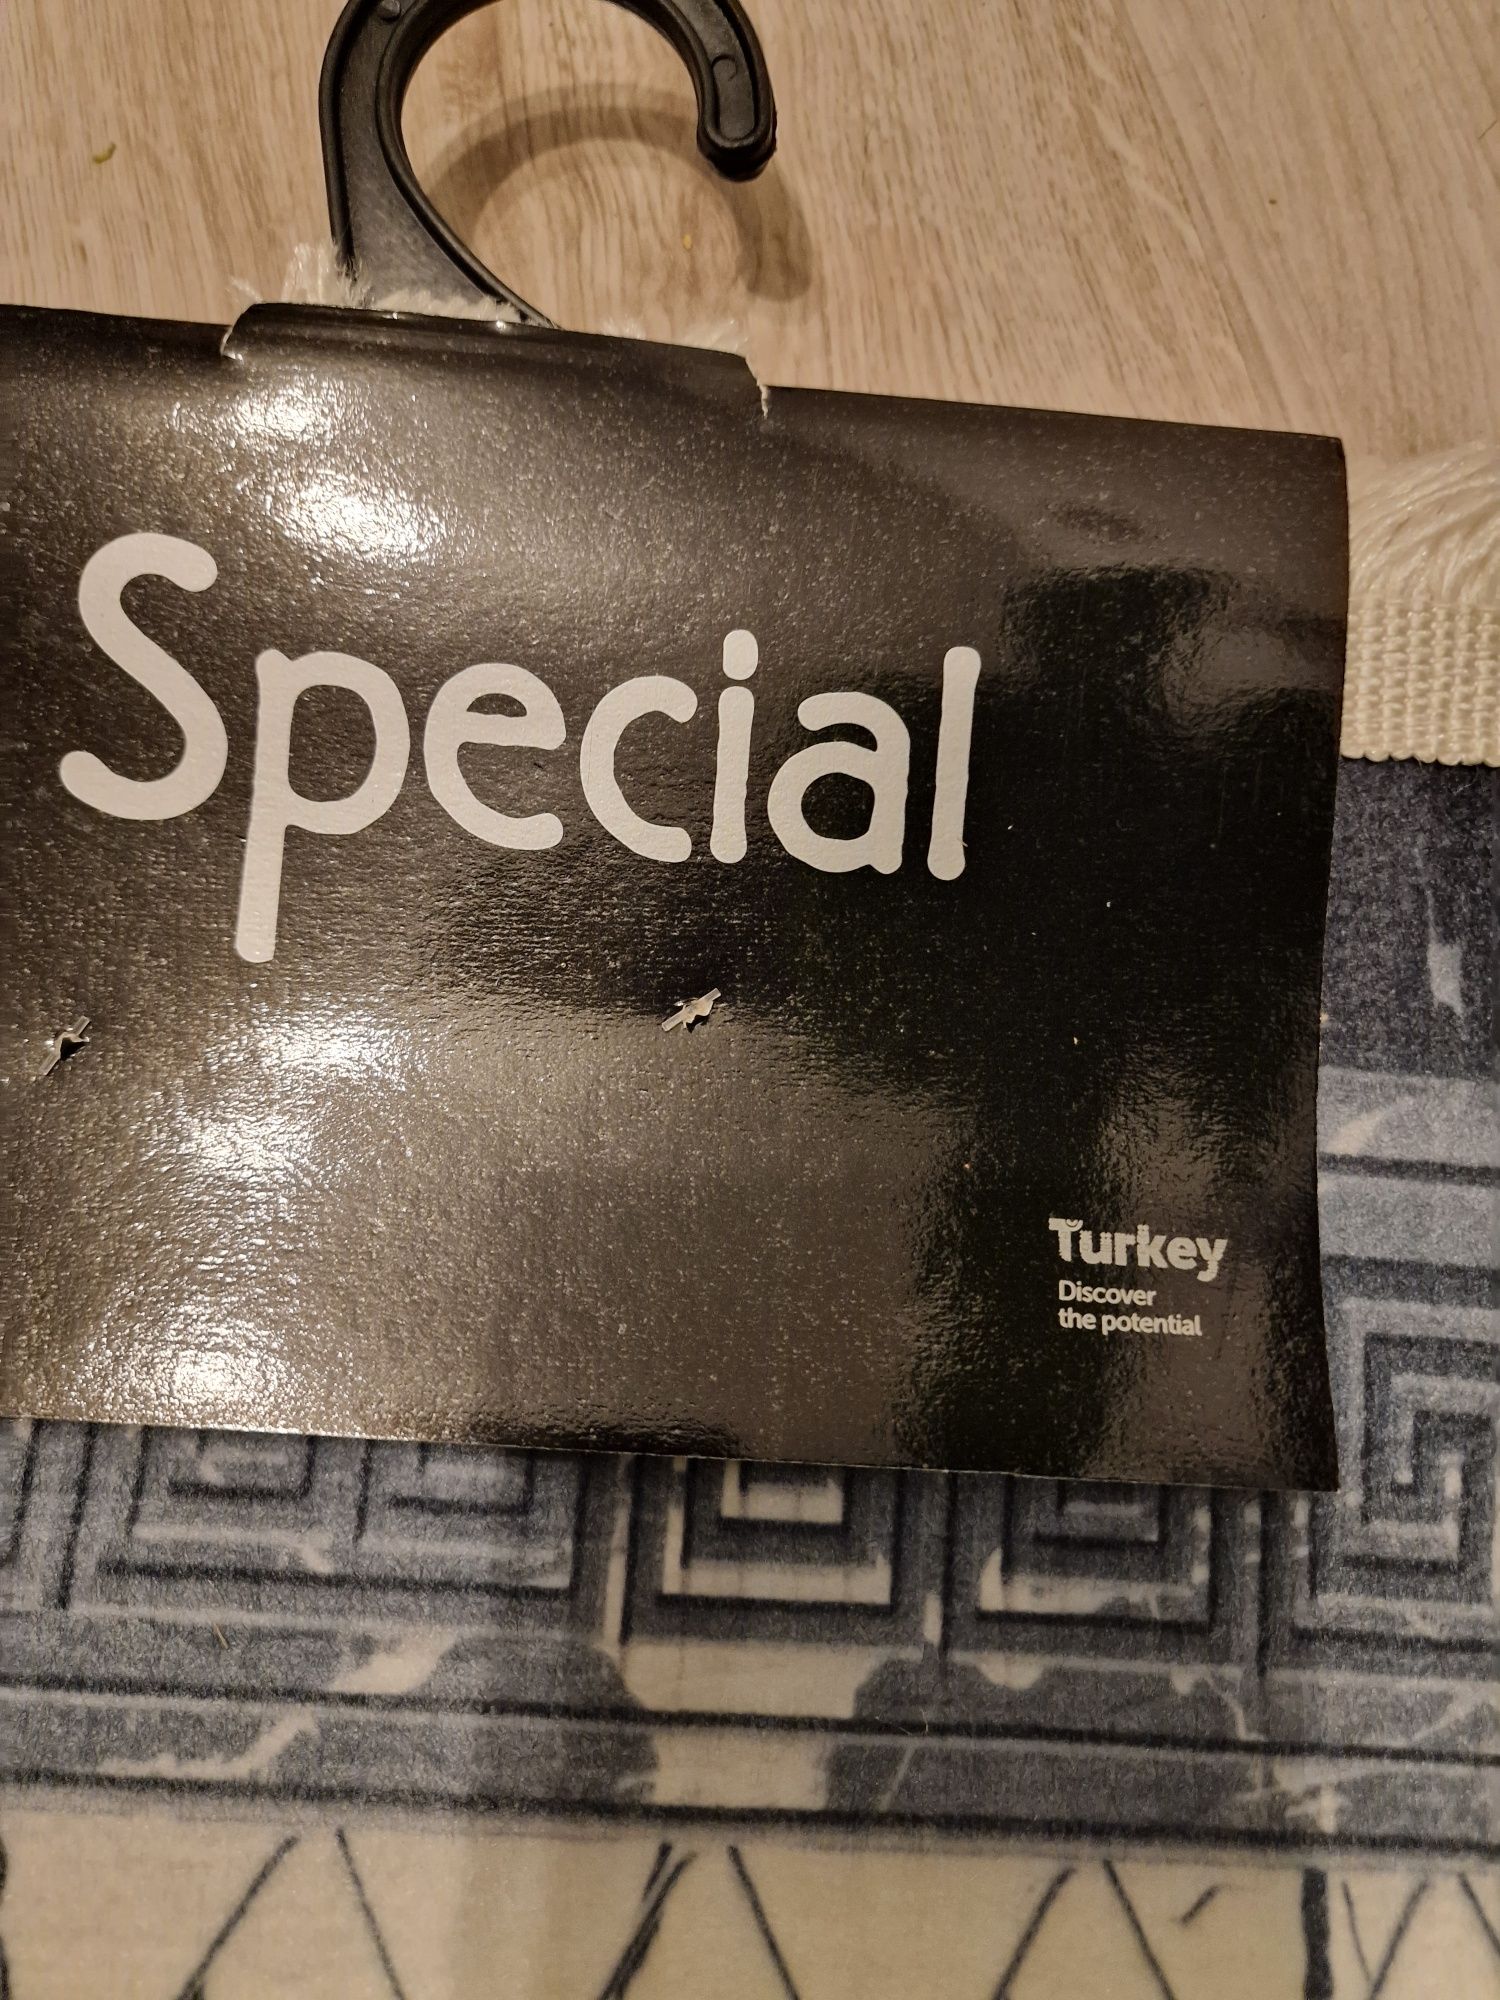 Special
Turkey
Discover
the potential